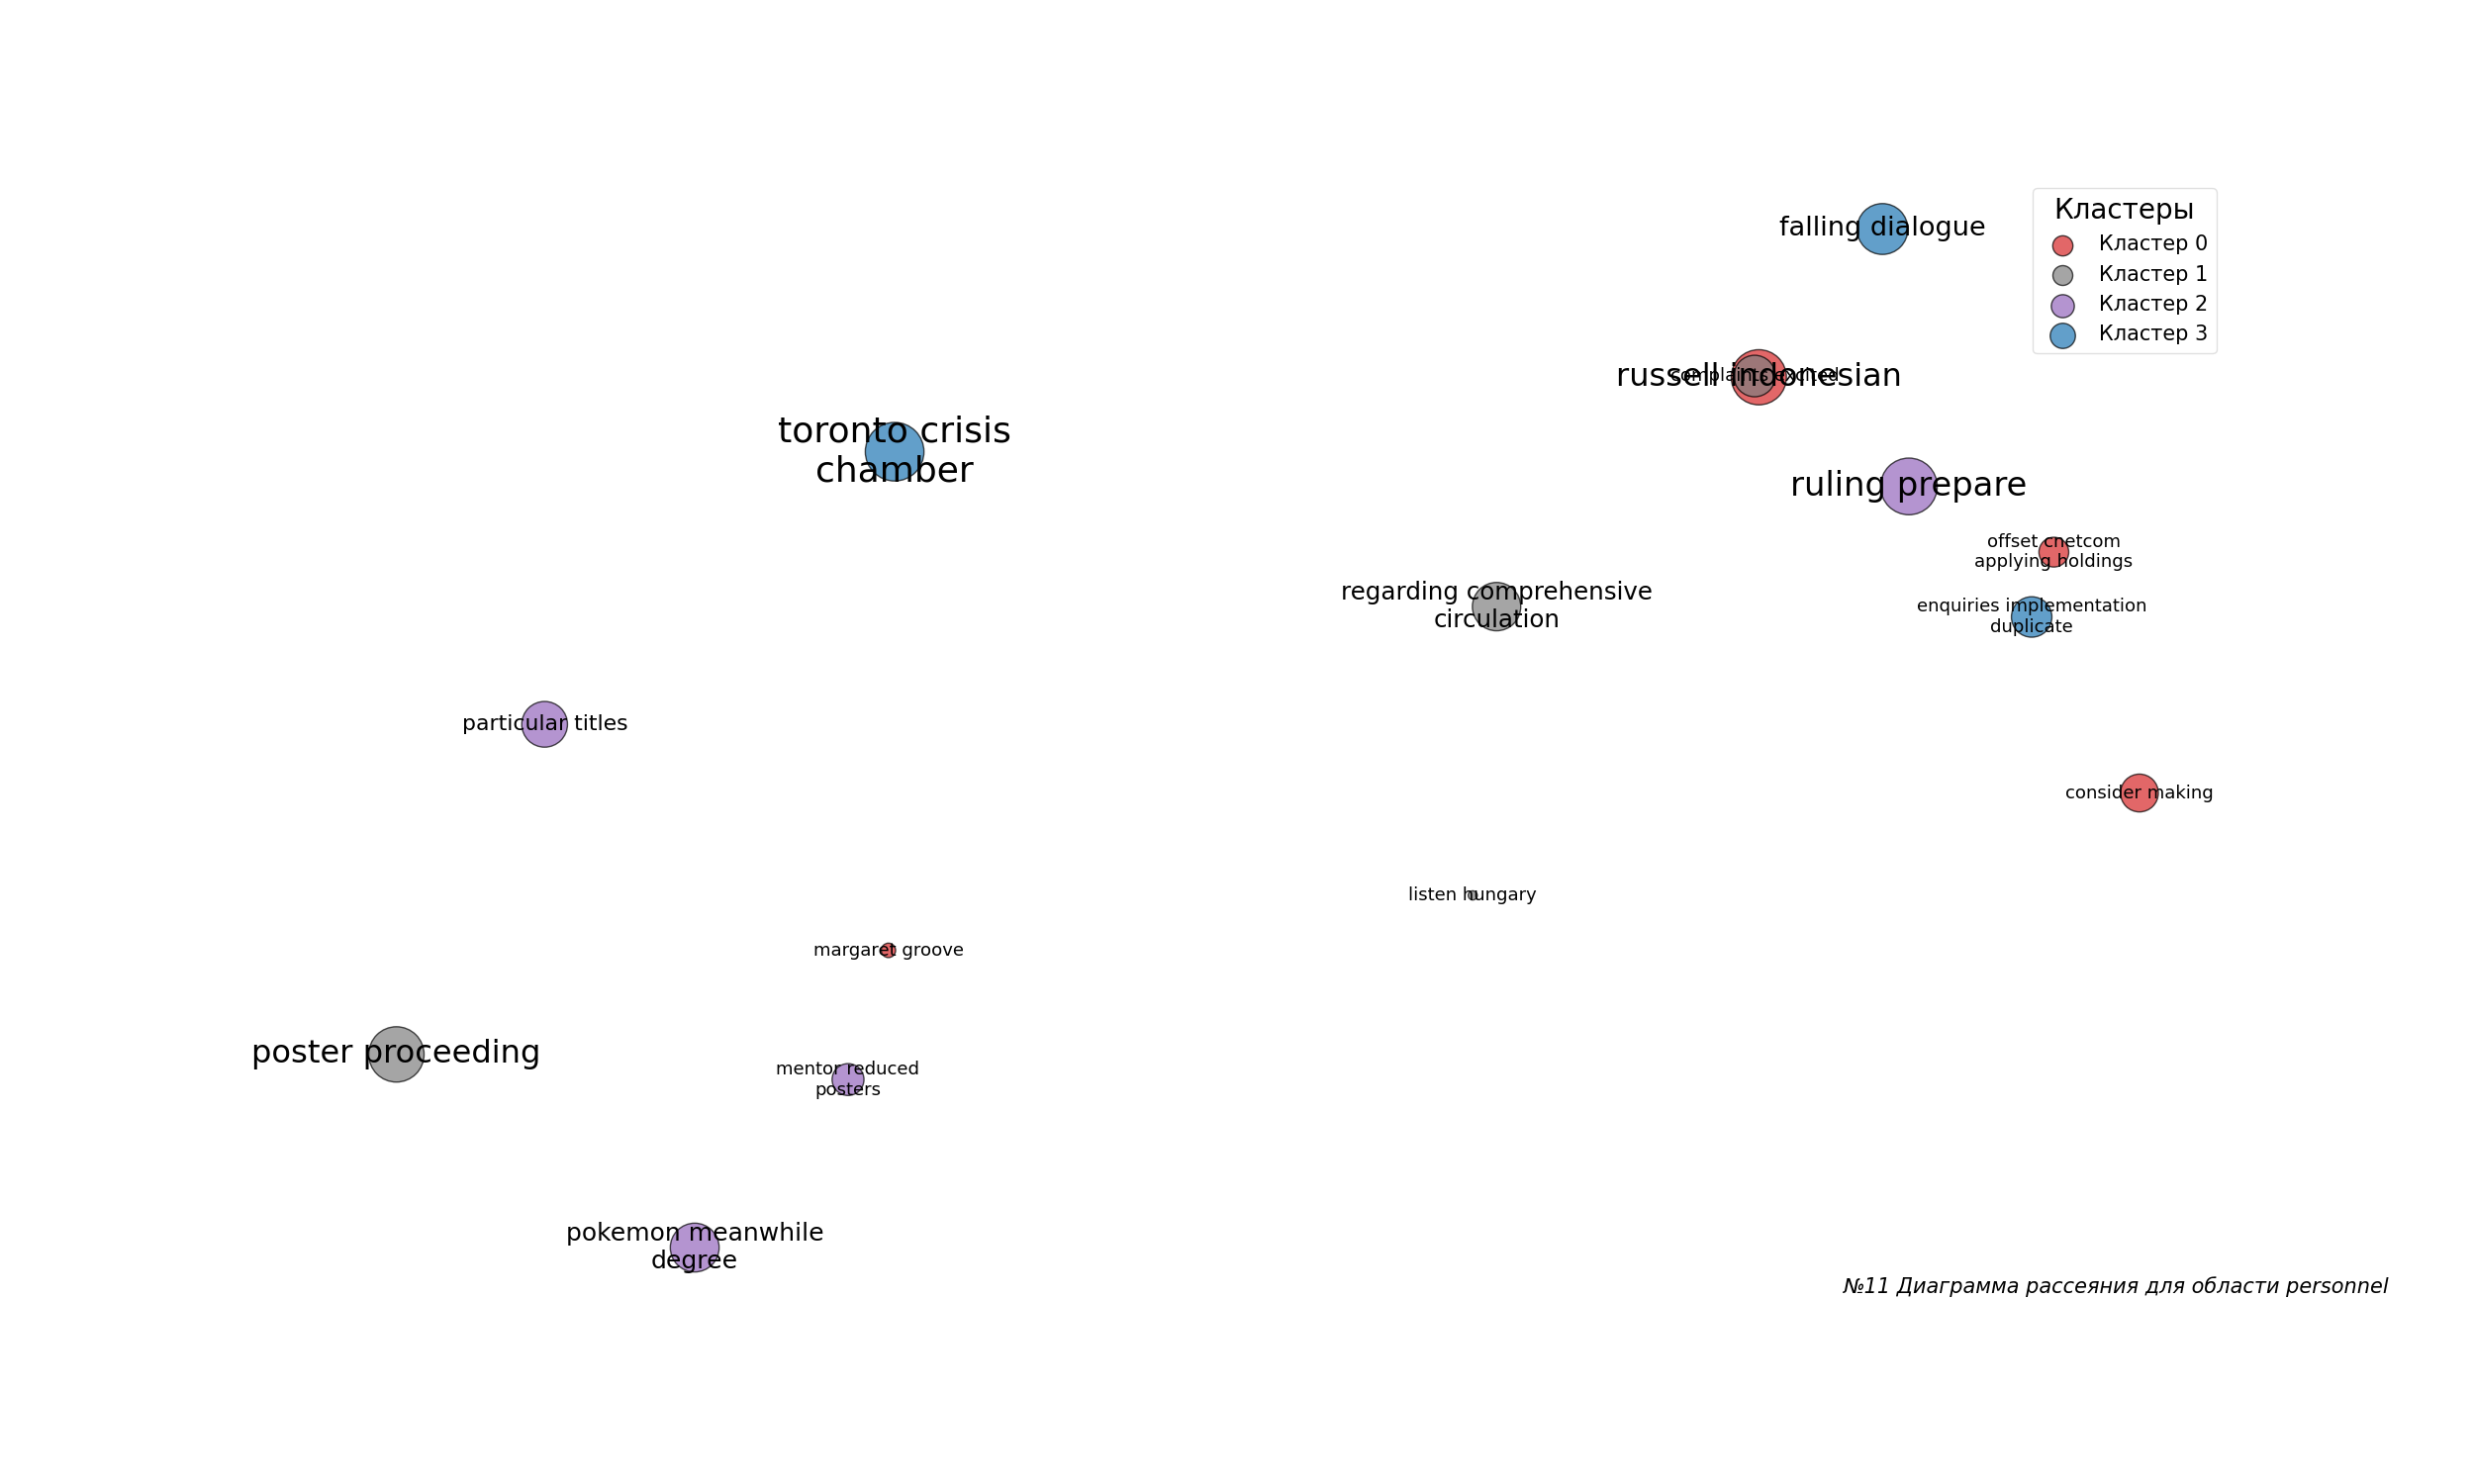 falling dialogue
Кластеры
Кластер 0
Кластер 1
Кластер 2
Кластер 3
russell indonesian
complaints excited
toronto crisis
chamber
ruling prepare
offset cnetcom
applying holdings
regarding comprehensive
circulation
enquiries implementation
duplicate
particular titles
consider making
listen hungary
margaret groove
poster proceeding
mentor reduced
posters
pokemon meanwhile
degree
№11 Диаграмма рассеяния для области personnel